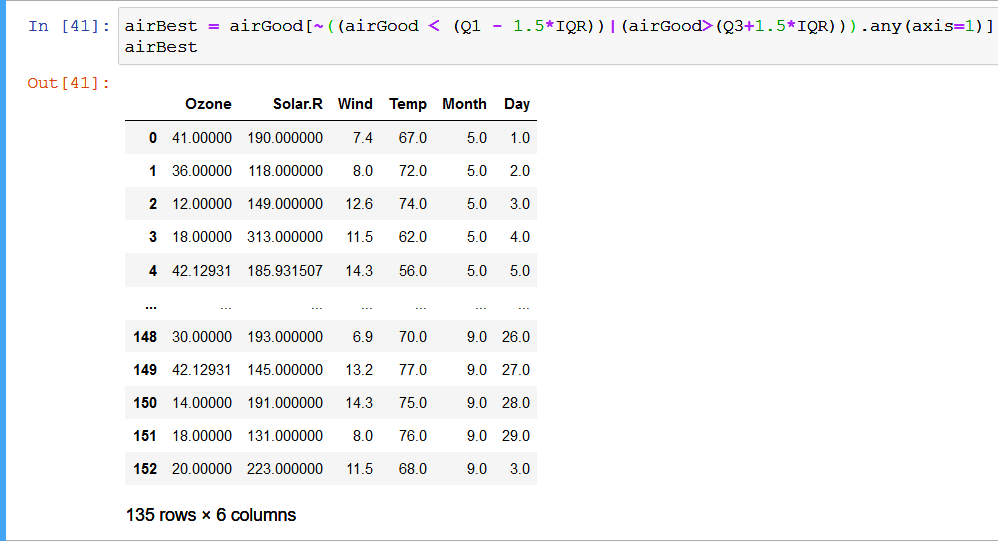 In [41]: airBest = airGood[~((airGood < (Q1 - 1.5*IQR))|(airGood>(Q3+1.5*IQR))).any(axis=1)]
airBest
Out[41]:
Ozone Solar.R Wind Temp Month Day
0 41.00000 190.000000 7.4 67.0 5.0 1.0
1 36.00000 118.000000 8.0 72.0 5.0 2.0
2 12.00000 149.000000 12.6 74.0 5.0 3.0
3 18.00000 313.000000 11.5 62.0 5.0 4.0
4 42.12931 185.931507 14.3 56.0 5.0 5.0
... ... ... ... ... ... ...
148 30.00000 193.000000 6.9 70.0 9.0 26.0
149 42.12931 145.000000 13.2 77.0 9.0 27.0
150 14.00000 191.000000 14.3 75.0 9.0 28.0
151 18.00000 131.000000 8.0 76.0 9.0 29.0
152 20.00000 223.000000 11.5 68.0 9.0 3.0
135 rows × 6 columns